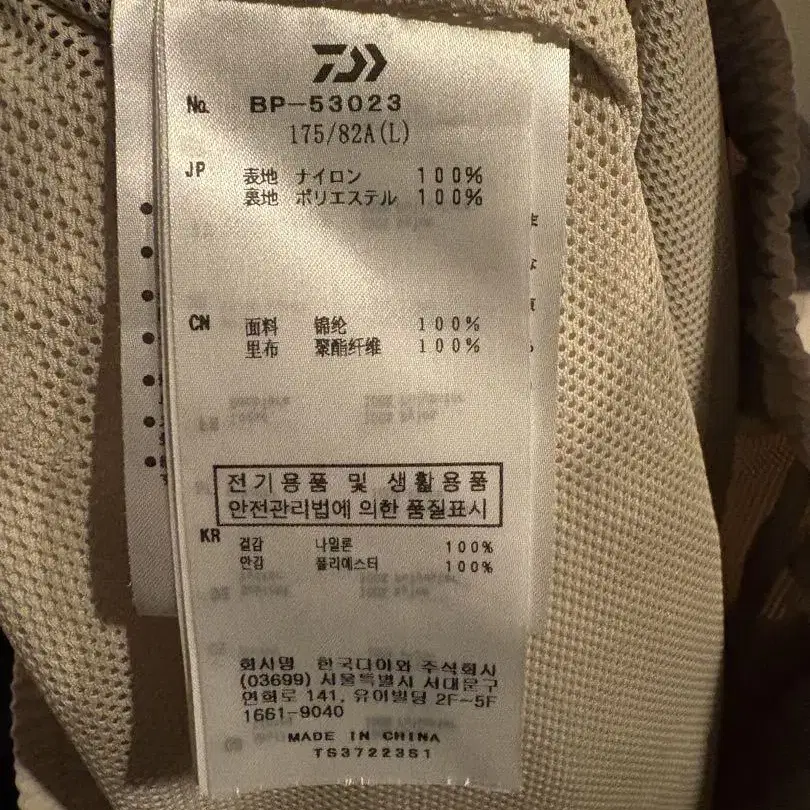 No. BP-53023
175/82A(L)
JP 表地 ナイロン 100%
裏地 ポリエステル 100%
CN 面料 锦纶 100%
里布 聚酯纤维 100%
전기용품 및 생활용품
안전관리법에 의한 품질표시
KR 겉감 나일론 100%
안감 폴리에스터 100%
회사명 한국다이와 주식회사
(03699) 서울특별시 서대문구
연희로 141, 유이빌딩 2F~5F
1661-9040
MADE IN CHINA
TS37223S1